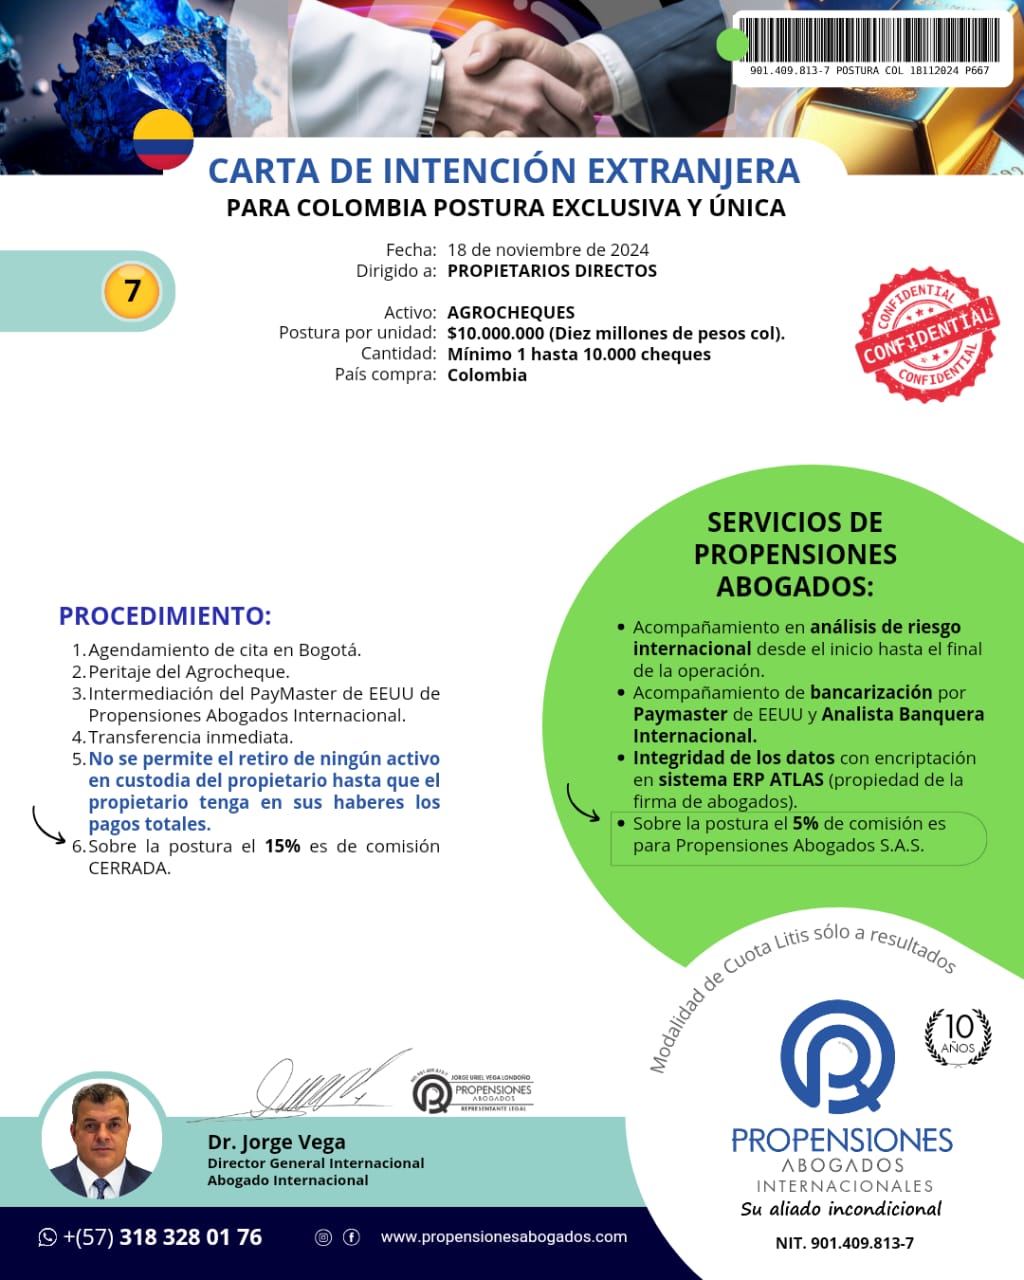 901.409.813-7 POSTURA COL 18112024 P667
CARTA DE INTENCIÓN EXTRANJERA
PARA COLOMBIA POSTURA EXCLUSIVA Y ÚNICA
Fecha: 18 de noviembre de 2024
Dirigido a: PROPIETARIOS DIRECTOS
7
Activo: AGROCHEQUES
Postura por unidad: $10.000.000 (Diez millones de pesos col).
Cantidad: Mínimo 1 hasta 10.000 cheques
País compra: Colombia
CONFIDENTIAL
CONFIDENTIAL
CONFIDENTIAL
SERVICIOS DE
PROPENSIONES
ABOGADOS:
• Acompañamiento en análisis de riesgo
internacional desde el inicio hasta el final
de la operación.
• Acompañamiento de bancarización por
Paymaster de EEUU y Analista Banquera
Internacional.
• Integridad de los datos con encriptación
en sistema ERP ATLAS (propiedad de la
firma de abogados).
• Sobre la postura el 5% de comisión es
para Propensiones Abogados S.A.S.
PROCEDIMIENTO:
1. Agendamiento de cita en Bogotá.
2. Peritaje del Agrocheque.
3. Intermediación del PayMaster de EEUU de
Propensiones Abogados Internacional.
4. Transferencia inmediata.
5. No se permite el retiro de ningún activo
en custodia del propietario hasta que el
propietario tenga en sus haberes los
pagos totales.
6. Sobre la postura el 15% es de comisión
CERRADA.
Modalidad de Cuota Litis sólo a resultados
10
AÑOS
PROPENSIONES
ABOGADOS
INTERNACIONALES
Su aliado incondicional
NIT. 901.409.813-7
JORGE URIEL VEGA LONDOÑO
PROPENSIONES
ABOGADOS
REPRESENTANTE LEGAL
Dr. Jorge Vega
Director General Internacional
Abogado Internacional
+(57) 318 328 01 76
www.propensionesabogados.com